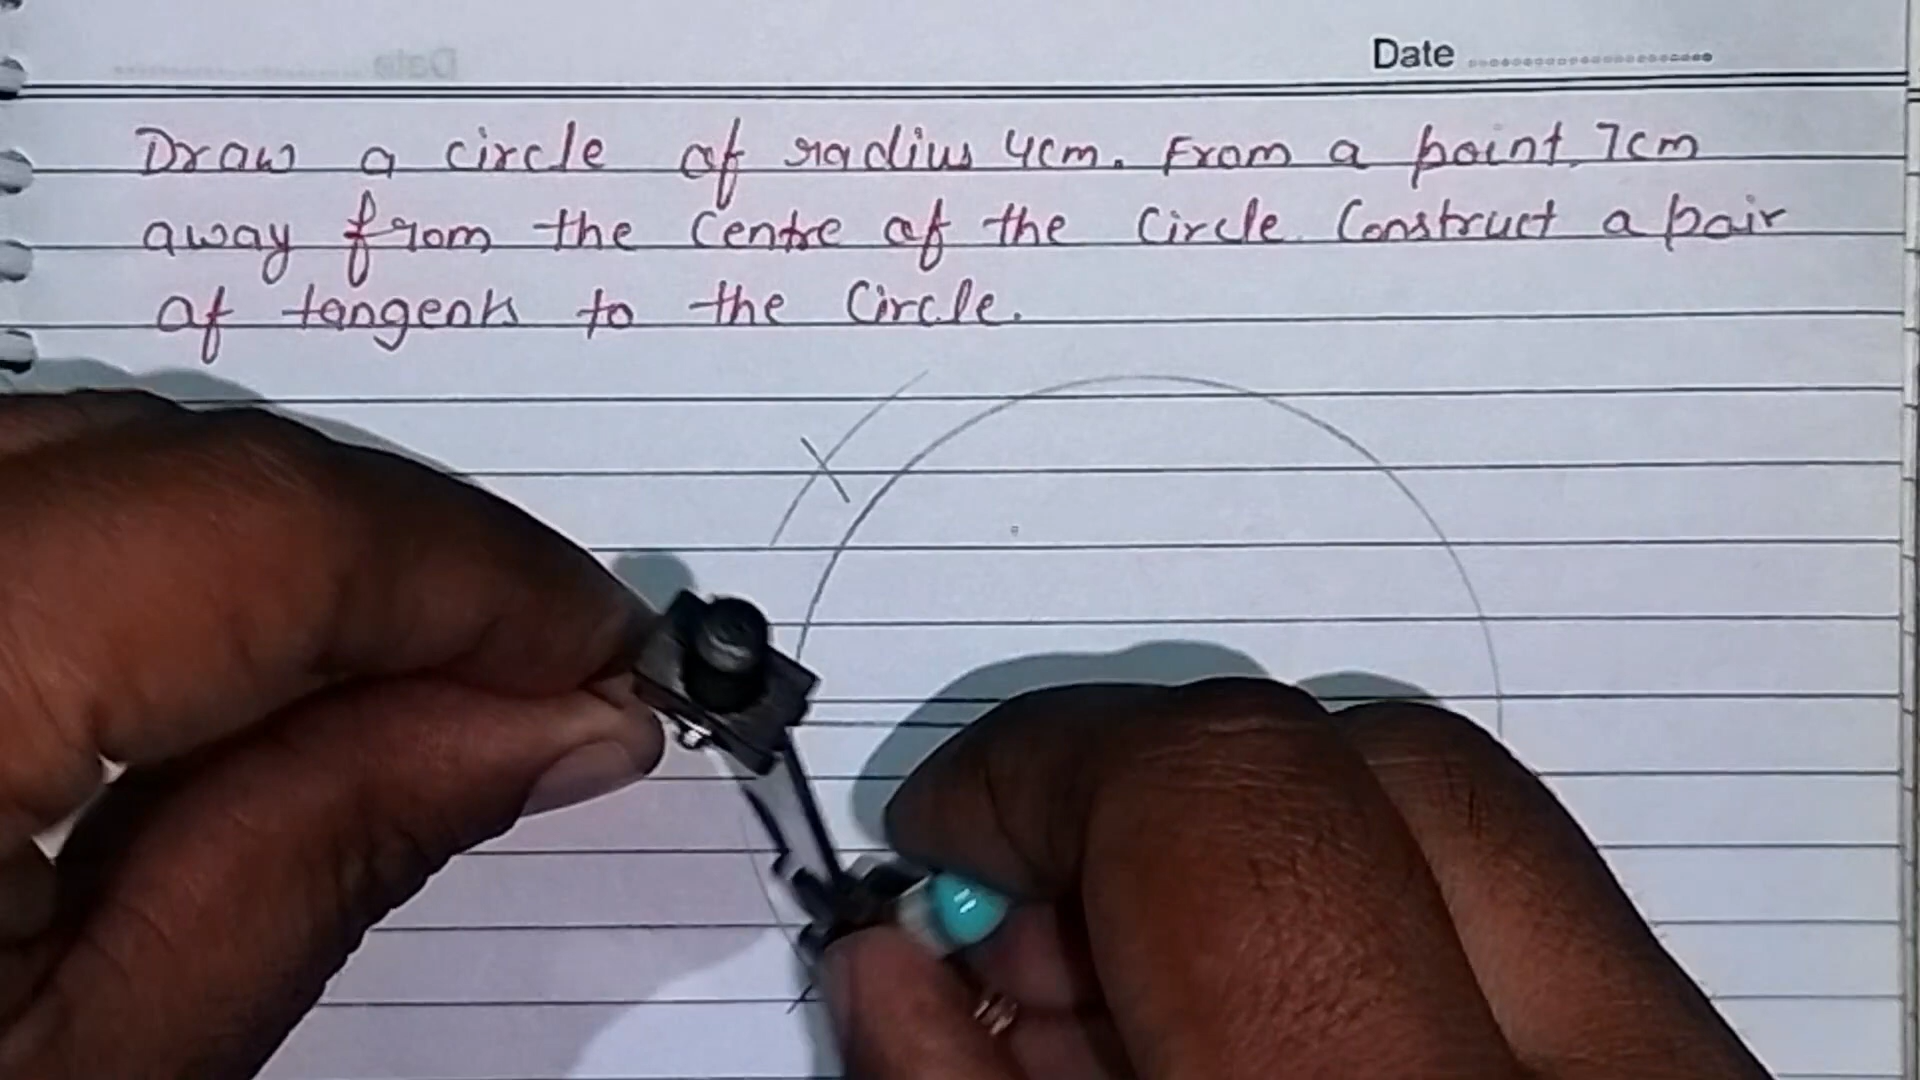 Date
Draw a circle of radius 4cm. From a point 7cm
away from the centre of the circle construct a pair
of tangents to the circle.